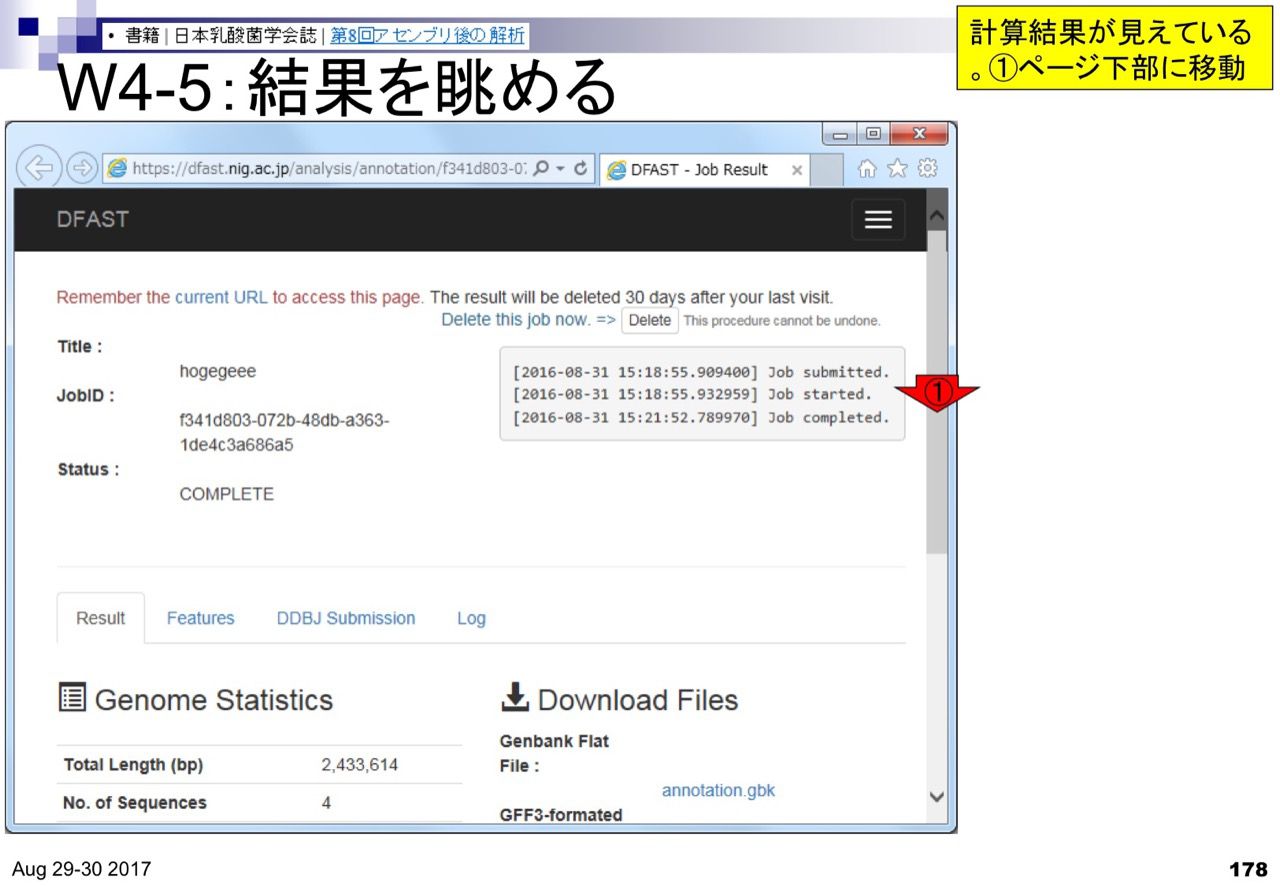 • 書籍 | 日本乳酸菌学会誌 | 第8回アセンブリ後の解析
W4-5：結果を眺める
計算結果が見えている
。①ページ下部に移動
https://dfast.nig.ac.jp/analysis/annotation/f341d803-07
DFAST - Job Result
DFAST
Remember the current URL to access this page. The result will be deleted 30 days after your last visit.
Delete this job now. => Delete This procedure cannot be undone.
Title :
hogegeee
JobID :
f341d803-072b-48db-a363-
1de4c3a686a5
Status :
COMPLETE
[2016-08-31 15:18:55.909400] Job submitted.
[2016-08-31 15:18:55.932959] Job started.
[2016-08-31 15:21:52.789970] Job completed.
①
Result Features DDBJ Submission Log
Genome Statistics
Total Length (bp) 2,433,614
No. of Sequences 4
Download Files
Genbank Flat
File :
annotation.gbk
GFF3-formated
Aug 29-30 2017
178